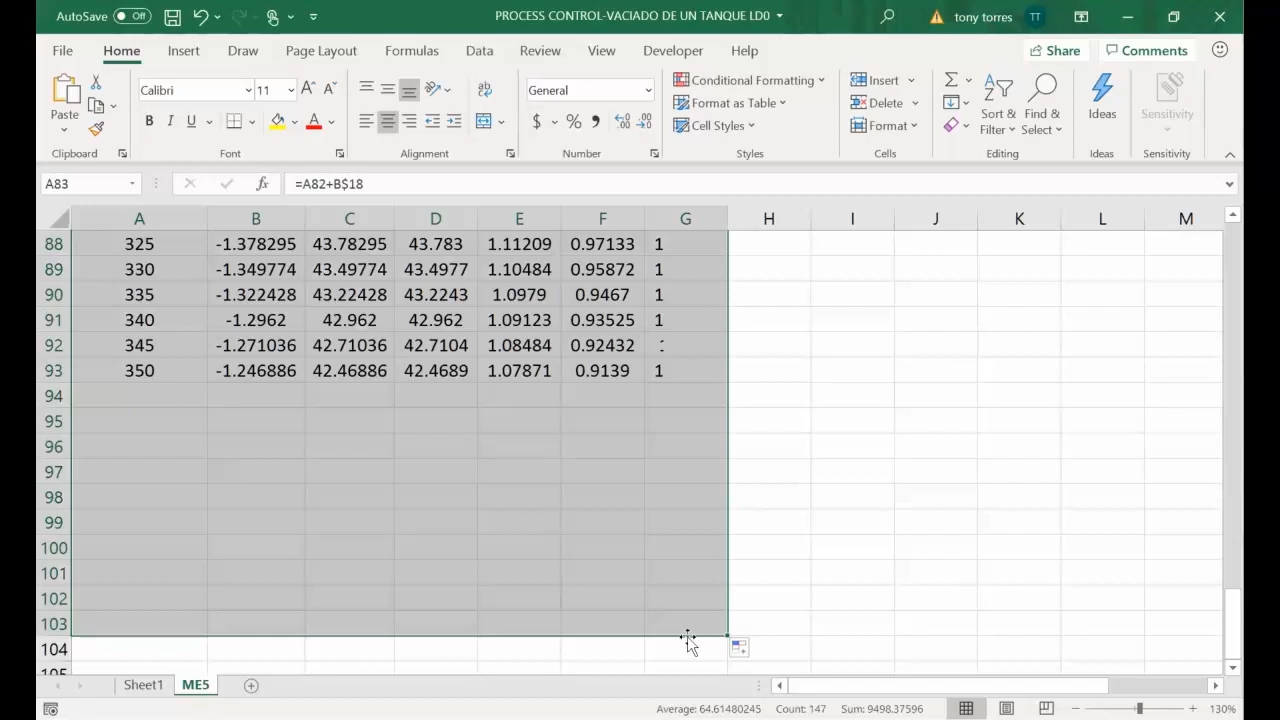 AutoSave Off PROCESS CONTROL-VACIADO DE UN TANQUE LD0 tony torres TT
File Home Insert Draw Page Layout Formulas Data Review View Developer Help Share Comments
Paste Calibri 11 A A General Conditional Formatting Insert Sort & Find & Ideas Sensitivity
B I U A ab $ % Format as Table Delete Filter Select
Cell Styles Format
Clipboard Font Alignment Number Styles Cells Editing Ideas Sensitivity
A83 fx =A82+B$18
A B C D E F G H I J K L M
88 325 -1.378295 43.78295 43.783 1.11209 0.97133 1
89 330 -1.349774 43.49774 43.4977 1.10484 0.95872 1
90 335 -1.322428 43.22428 43.2243 1.0979 0.9467 1
91 340 -1.2962 42.962 42.962 1.09123 0.93525 1
92 345 -1.271036 42.71036 42.7104 1.08484 0.92432
93 350 -1.246886 42.46886 42.4689 1.07871 0.9139 1
94
95
96
97
98
99
100
101
102
103
104
Sheet1 ME5
Average: 64.61480245 Count: 147 Sum: 9498.37596 130%